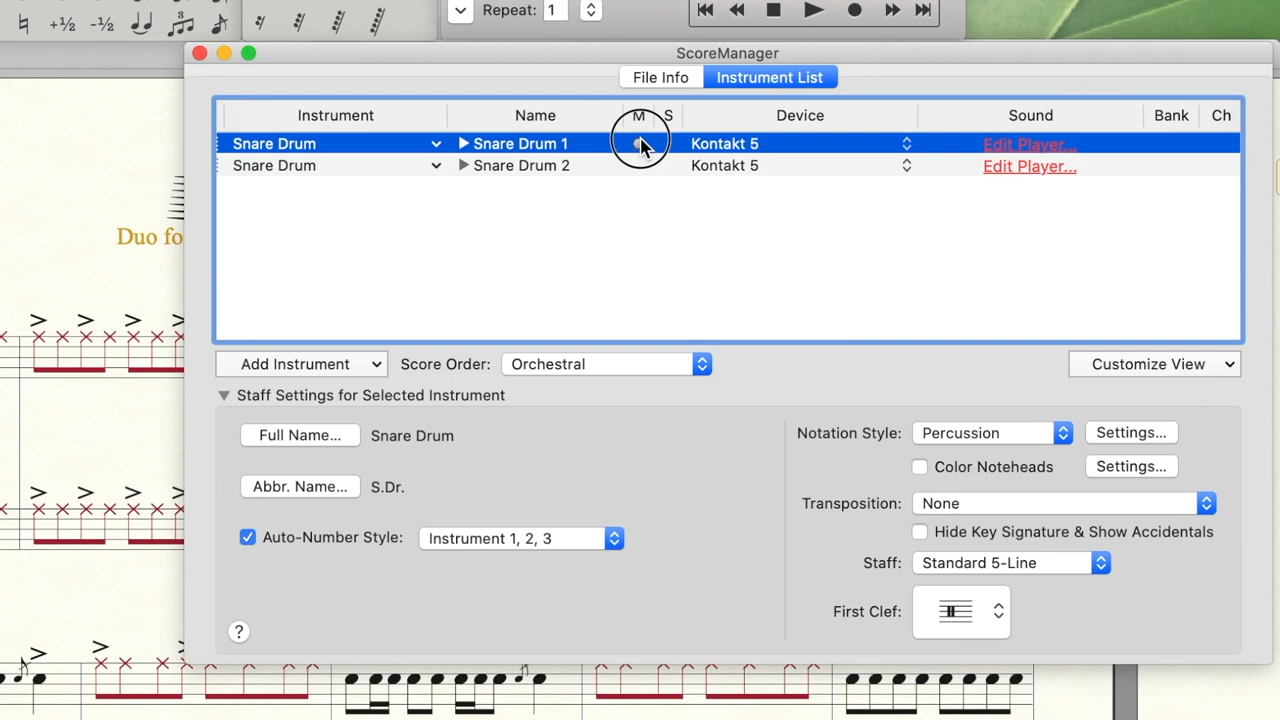 +½ -½
Repeat: 1
ScoreManager
File Info Instrument List
Instrument Name M S Device Sound Bank Ch
Snare Drum Snare Drum 1 Kontakt 5 Edit Player...
Snare Drum Snare Drum 2 Kontakt 5 Edit Player...
Duo fo
Add Instrument Score Order: Orchestral Customize View
Staff Settings for Selected Instrument
Full Name... Snare Drum Notation Style: Percussion Settings...
Color Noteheads Settings...
Abbr. Name... S.Dr.
Transposition: None
Hide Key Signature & Show Accidentals
Auto-Number Style: Instrument 1, 2, 3
Staff: Standard 5-Line
First Clef:
?